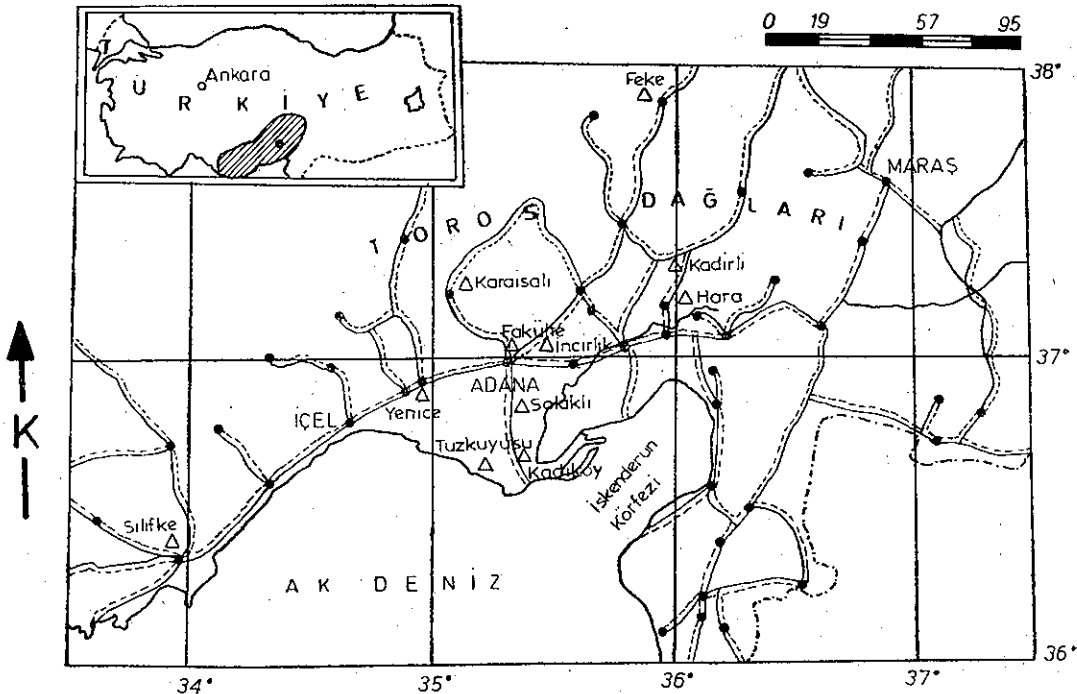 0 19 57 95
T
Ü R K İ Y E
Ankara
38°
Feke
MARAŞ
T O R O S
D A Ğ L A R I
Karaisalı
Kadirli
Hara
Fakülte
İncirlik
37°
ADANA
Yenice
Solaklı
İÇEL
K
Tuzkuyusu
Kadıköy
İskenderun
Körfezi
Silifke
A K D E N İ Z
36°
34° 35° 36° 37°